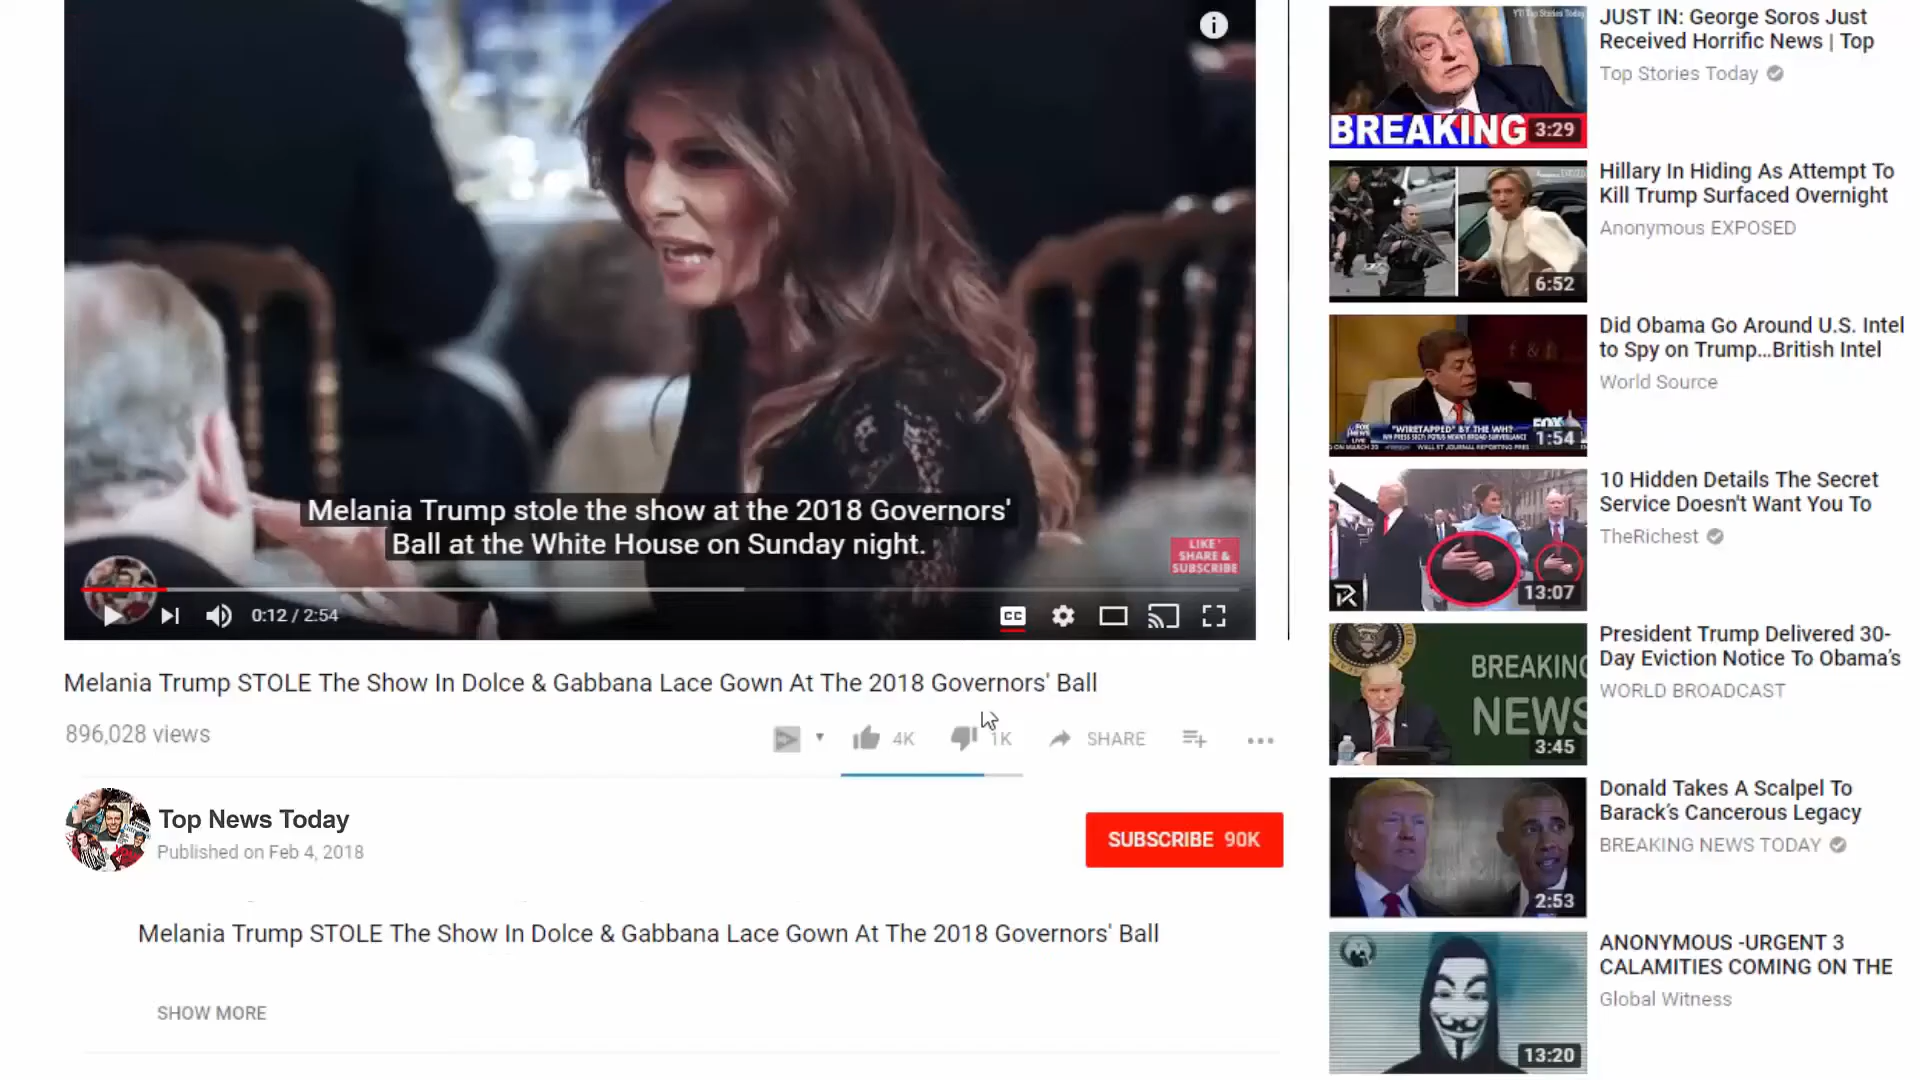 Melania Trump stole the show at the 2018 Governors'
Ball at the White House on Sunday night.
LIKE
SHARE &
SUBSCRIBE
0:12 / 2:54
CC
Melania Trump STOLE The Show In Dolce & Gabbana Lace Gown At The 2018 Governors' Ball
896,028 views
4K
1K
SHARE
Top News Today
Published on Feb 4, 2018
SUBSCRIBE 90K
Melania Trump STOLE The Show In Dolce & Gabbana Lace Gown At The 2018 Governors' Ball
SHOW MORE
BREAKING
3:29
JUST IN: George Soros Just
Received Horrific News | Top
Top Stories Today
6:52
Hillary In Hiding As Attempt To
Kill Trump Surfaced Overnight
Anonymous EXPOSED
"WIRETAPPED" BY THE WH?
1:54
Did Obama Go Around U.S. Intel
to Spy on Trump...British Intel
World Source
13:07
10 Hidden Details The Secret
Service Doesn't Want You To
TheRichest
BREAKING
NEWS
3:45
President Trump Delivered 30-
Day Eviction Notice To Obama's
WORLD BROADCAST
2:53
Donald Takes A Scalpel To
Barack's Cancerous Legacy
BREAKING NEWS TODAY
13:20
ANONYMOUS -URGENT 3
CALAMITIES COMING ON THE
Global Witness